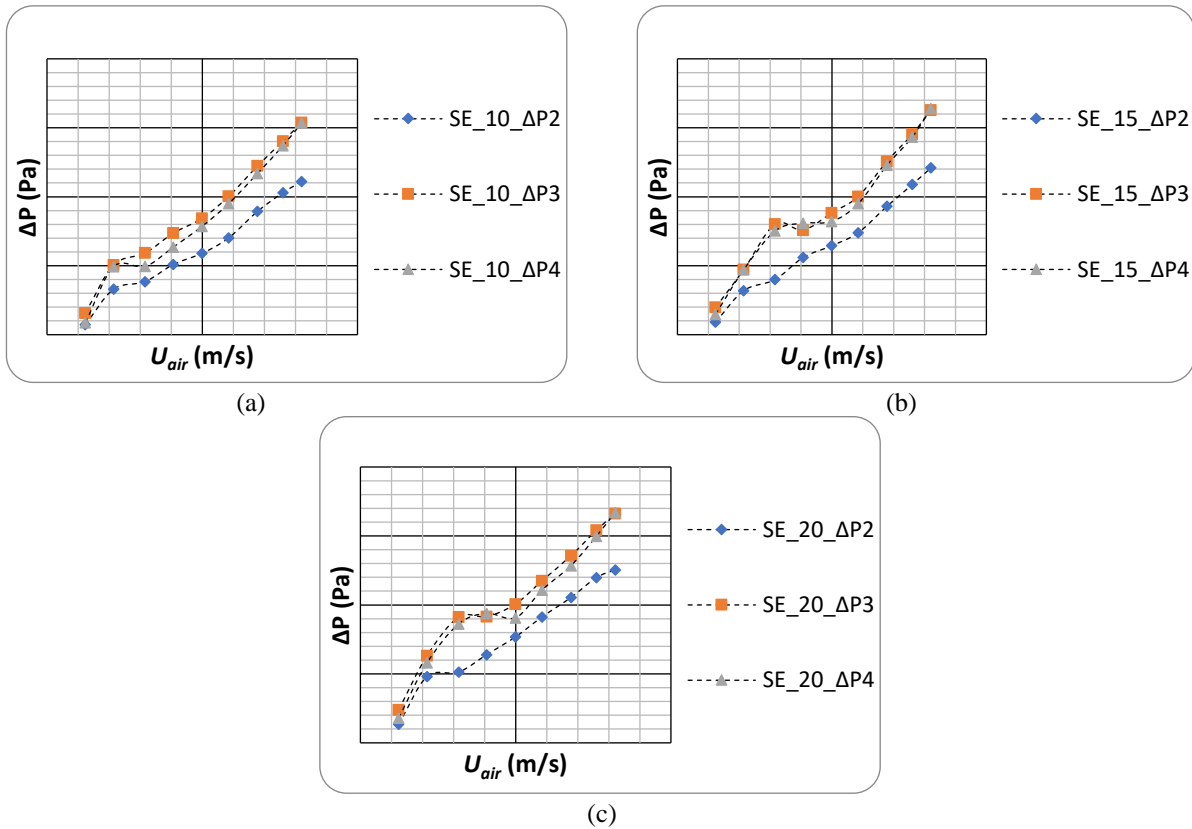 ΔP (Pa)
U_air (m/s)
SE_10_ΔP2
SE_10_ΔP3
SE_10_ΔP4
(a)
ΔP (Pa)
U_air (m/s)
SE_15_ΔP2
SE_15_ΔP3
SE_15_ΔP4
(b)
ΔP (Pa)
U_air (m/s)
SE_20_ΔP2
SE_20_ΔP3
SE_20_ΔP4
(c)